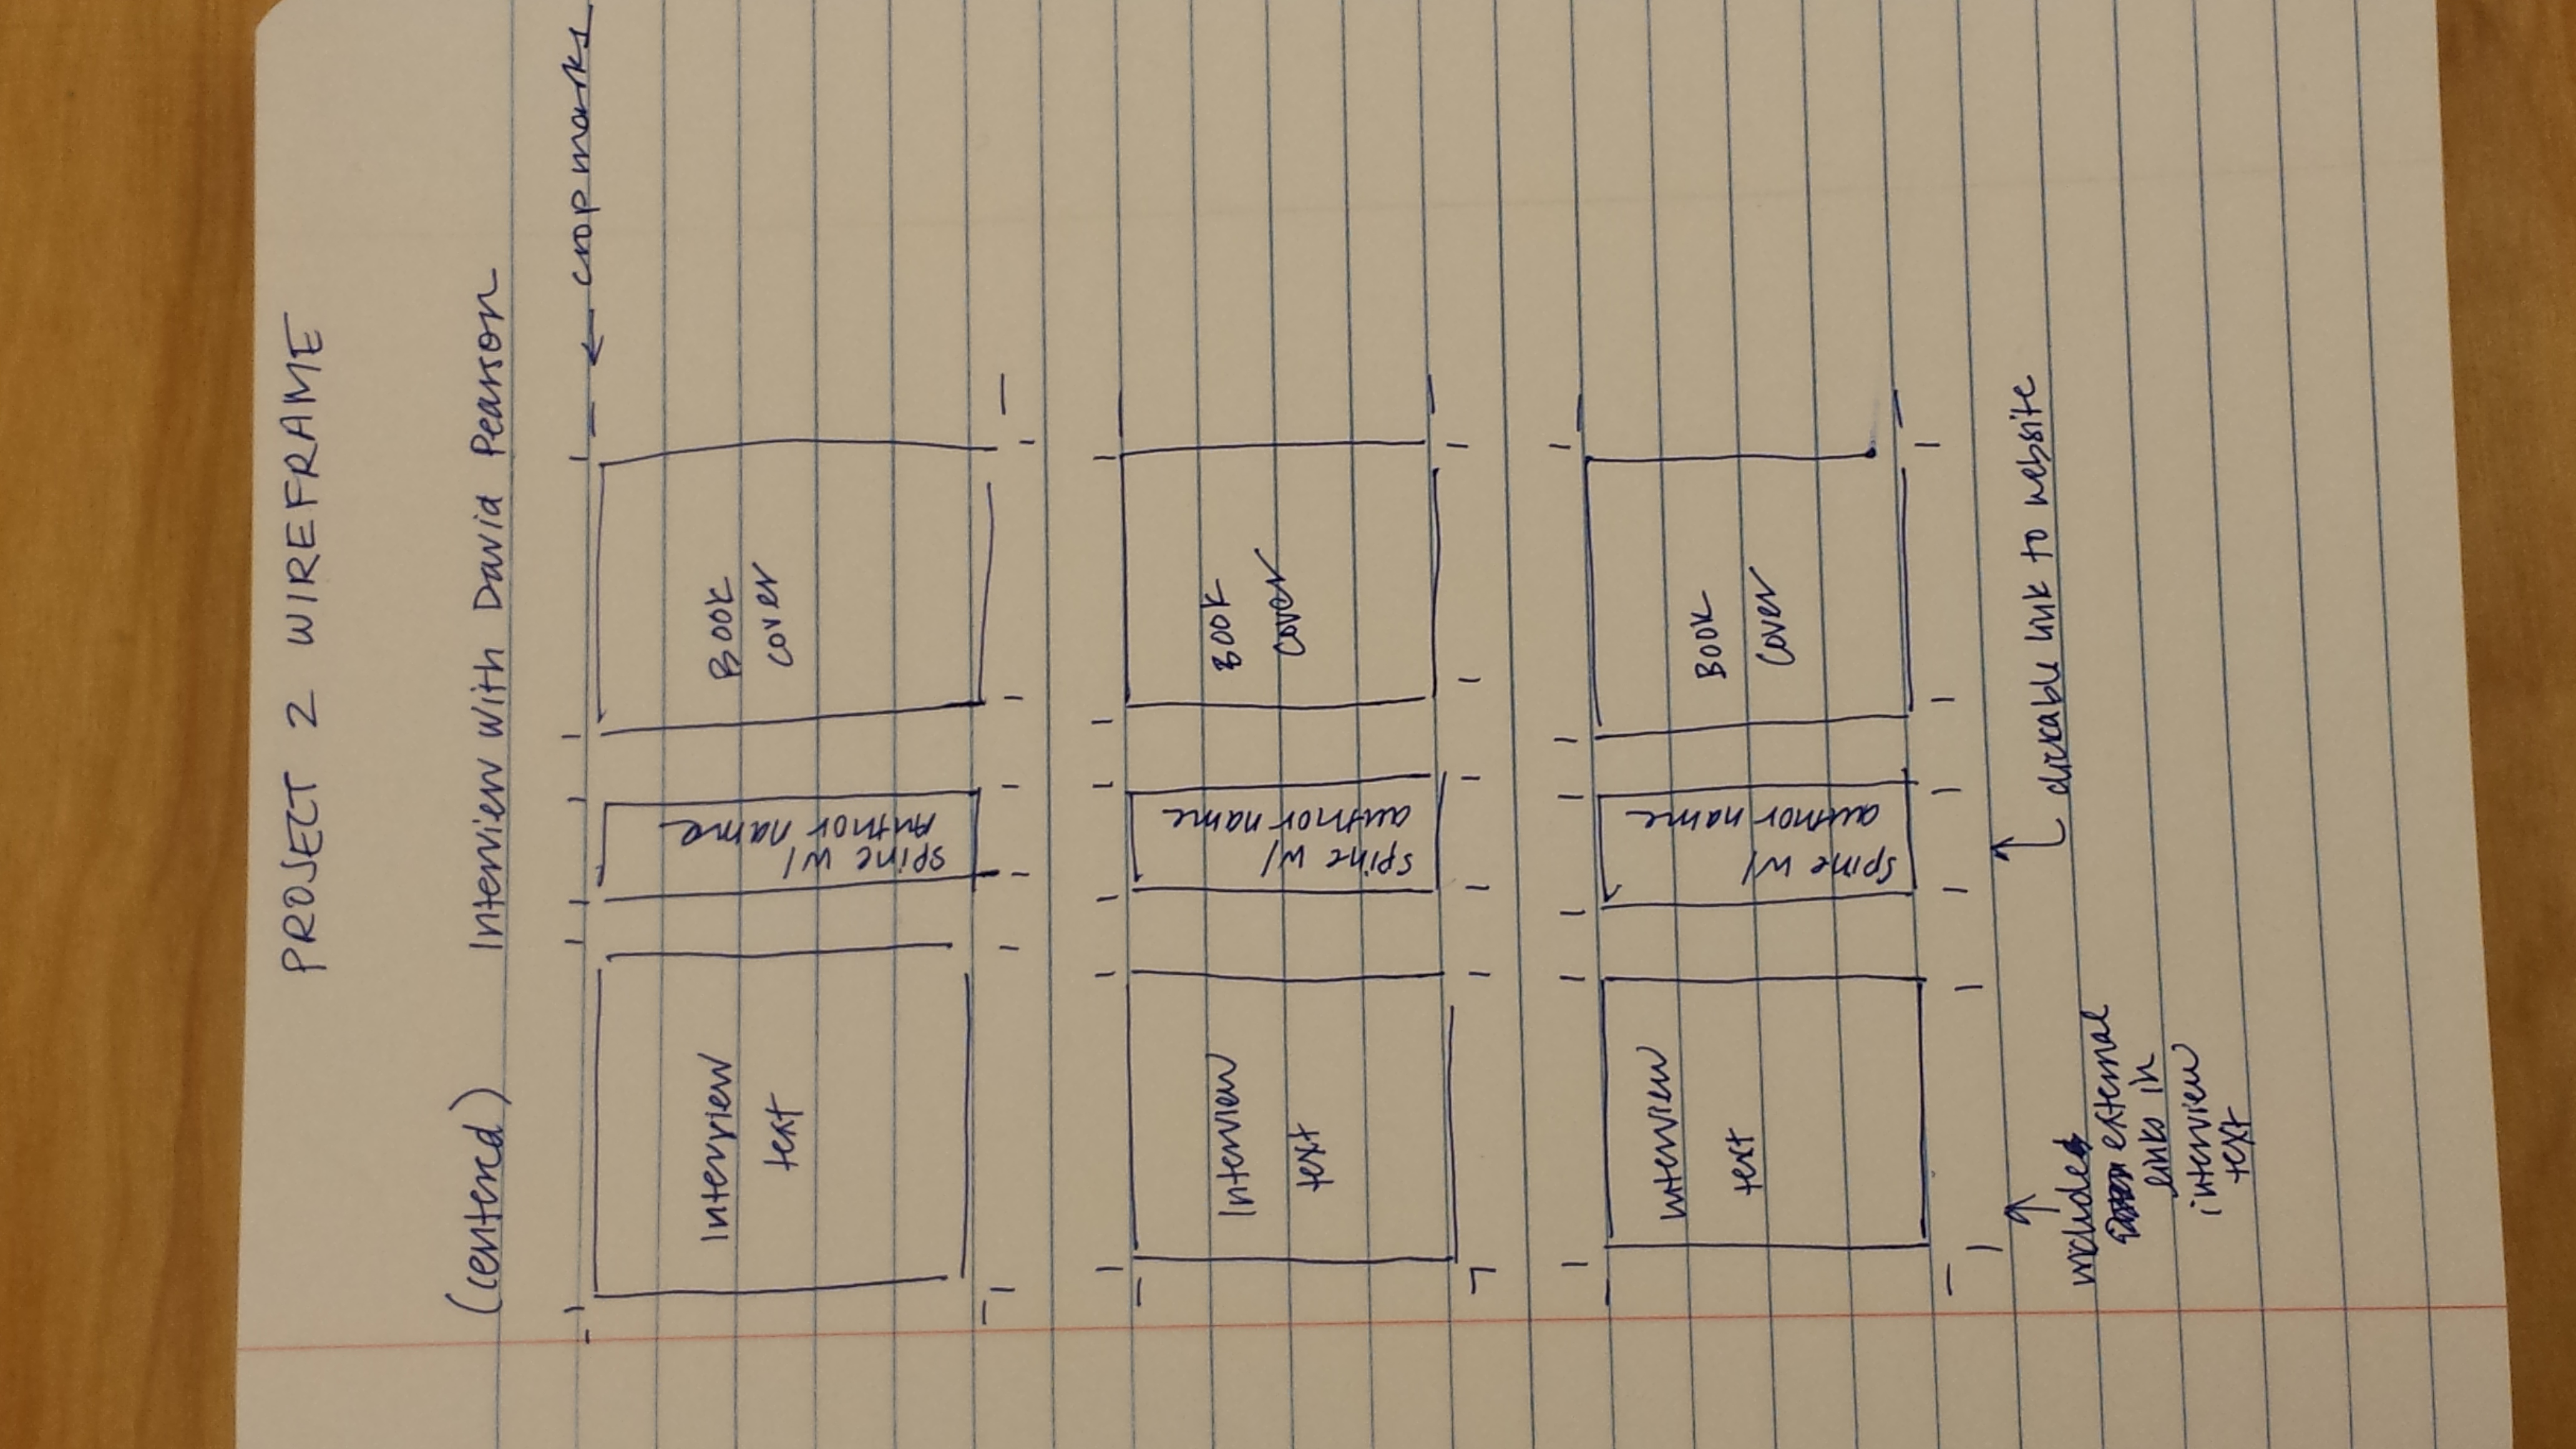 PROJECT 2 WIREFRAME
(centered) Interview with David Pearson
← crop marks
Interview
text
spine w/
Author name
Book
cover
Interview
text
spine w/
author name
Book
cover
interview
text
spine w/
author name
Book
cover
clickable link to website
includes
external
links in
interview
text